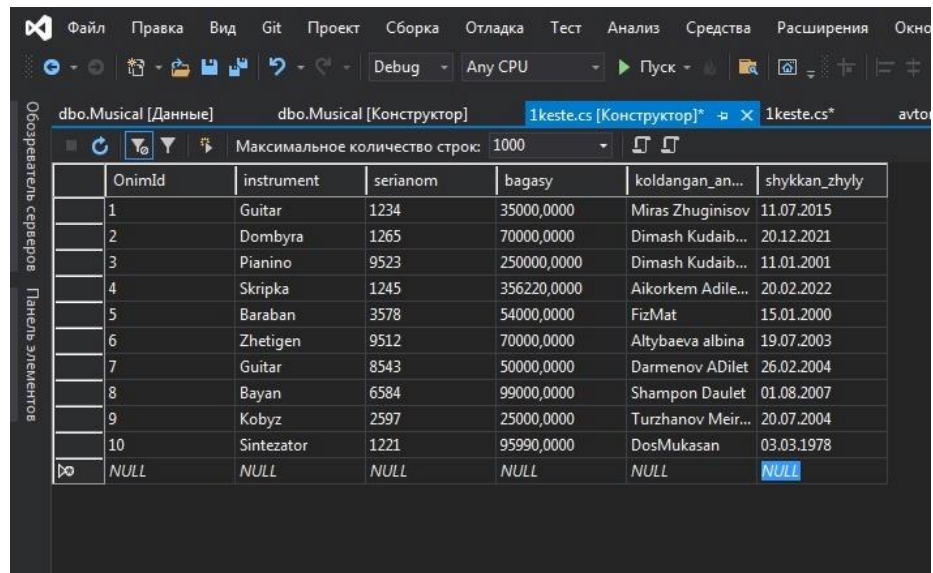 Файл Правка Вид Git Проект Сборка Отладка Тест Анализ Средства Расширения Окно
Debug Any CPU Пуск
Обозреватель серверов
Панель элементов
dbo.Musical [Данные] dbo.Musical [Конструктор] 1keste.cs [Конструктор]* 1keste.cs*
Максимальное количество строк: 1000
OnimId instrument serianom bagasy koldangan_an... shykkan_zhyly
1 Guitar 1234 35000,0000 Miras Zhuginisov 11.07.2015
2 Dombyra 1265 70000,0000 Dimash Kudaib... 20.12.2021
3 Pianino 9523 250000,0000 Dimash Kudaib... 11.01.2001
4 Skripka 1245 356220,0000 Aikorkem Adile... 20.02.2022
5 Baraban 3578 54000,0000 FizMat 15.01.2000
6 Zhetigen 9512 70000,0000 Altybaeva albina 19.07.2003
7 Guitar 8543 50000,0000 Darmenov ADilet 26.02.2004
8 Bayan 6584 99000,0000 Shampon Daulet 01.08.2007
9 Kobyz 2597 25000,0000 Turzhanov Meir... 20.07.2004
10 Sintezator 1221 95990,0000 DosMukasan 03.03.1978
NULL NULL NULL NULL NULL NULL